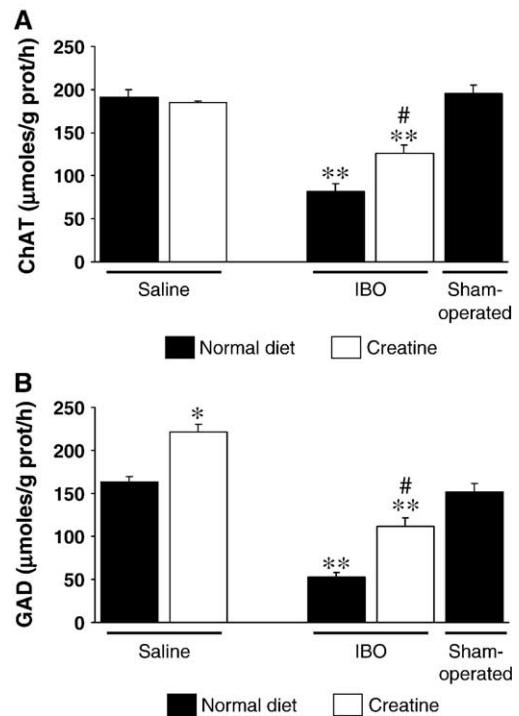 A
ChAT (μmoles/g prot/h)
250
200
150
100
50
0
#
**
**
Saline
IBO
Sham-
operated
Normal diet
Creatine
B
GAD (μmoles/g prot/h)
250
200
150
100
50
0
*
#
**
**
Saline
IBO
Sham-
operated
Normal diet
Creatine